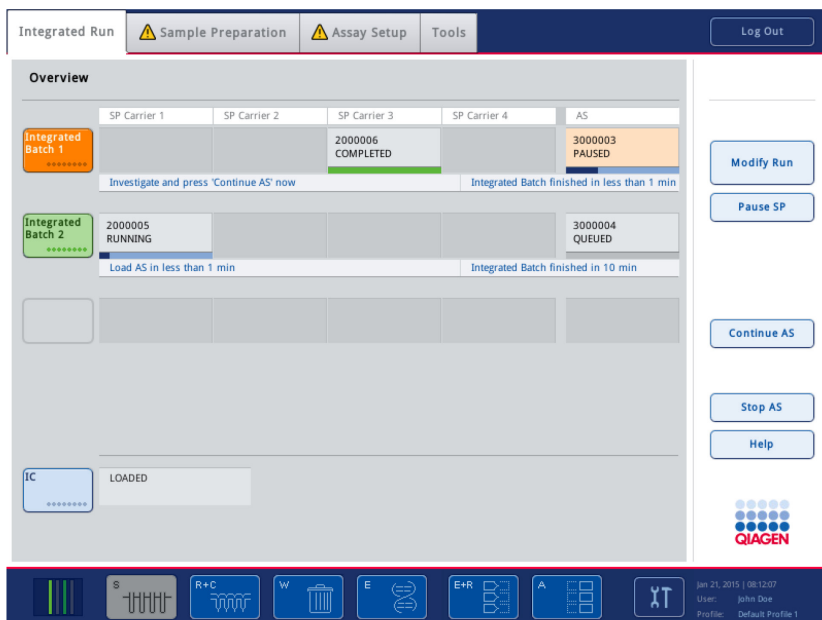 Integrated Run
Sample Preparation
Assay Setup
Tools
Log Out
Overview
SP Carrier 1
SP Carrier 2
SP Carrier 3
SP Carrier 4
AS
Integrated
Batch 1
2000006
COMPLETED
3000003
PAUSED
Investigate and press 'Continue AS' now
Integrated Batch finished in less than 1 min
Modify Run
Pause SP
Integrated
Batch 2
2000005
RUNNING
3000004
QUEUED
Load AS in less than 1 min
Integrated Batch finished in 10 min
Continue AS
Stop AS
Help
IC
LOADED
QIAGEN
S
R+C
W
E
E+R
A
Jan 21, 2015 | 08:12:07
User: John Doe
Profile: Default Profile 1